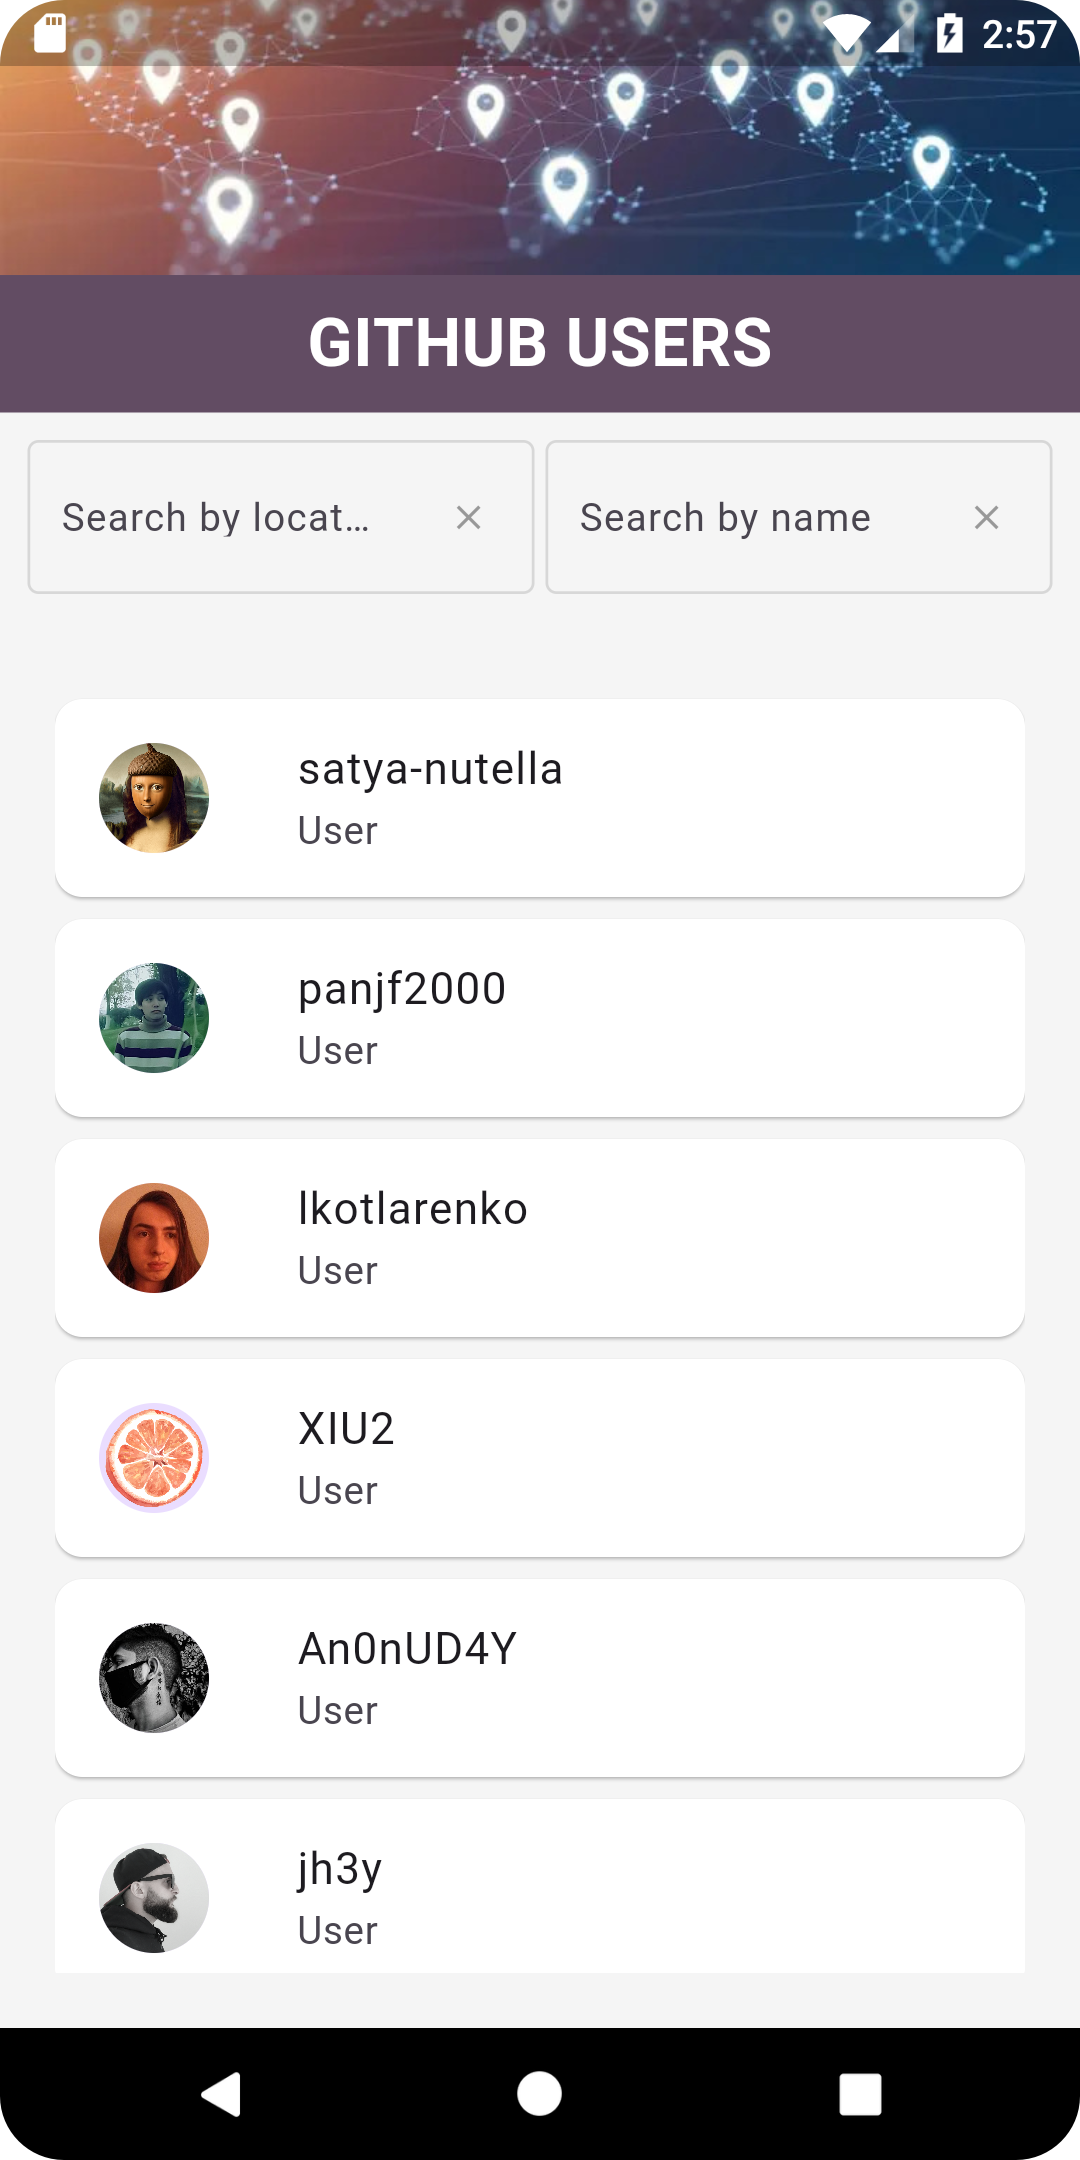 2:57
GITHUB USERS
Search by locat...
Search by name
satya-nutella
User
panjf2000
User
lkotlarenko
User
XIU2
User
An0nUD4Y
User
jh3y
User